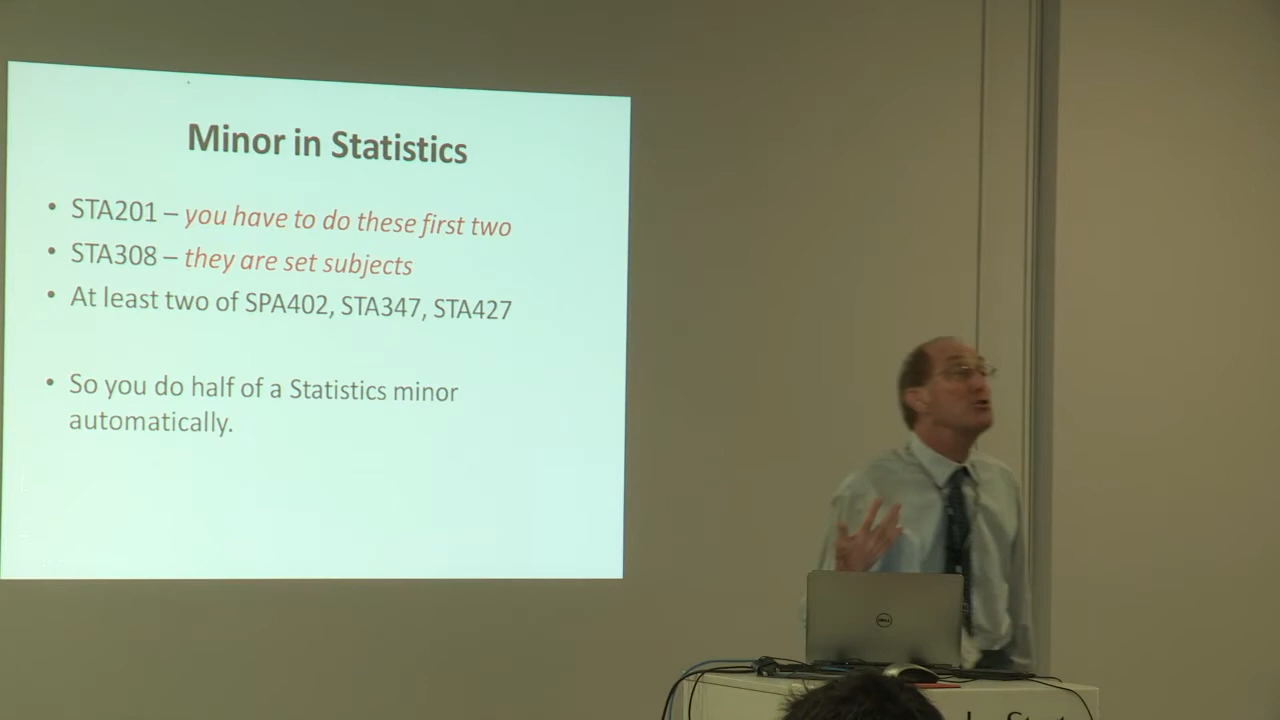 Minor in Statistics
• STA201 – you have to do these first two
• STA308 – they are set subjects
• At least two of SPA402, STA347, STA427
• So you do half of a Statistics minor
automatically.
DELL